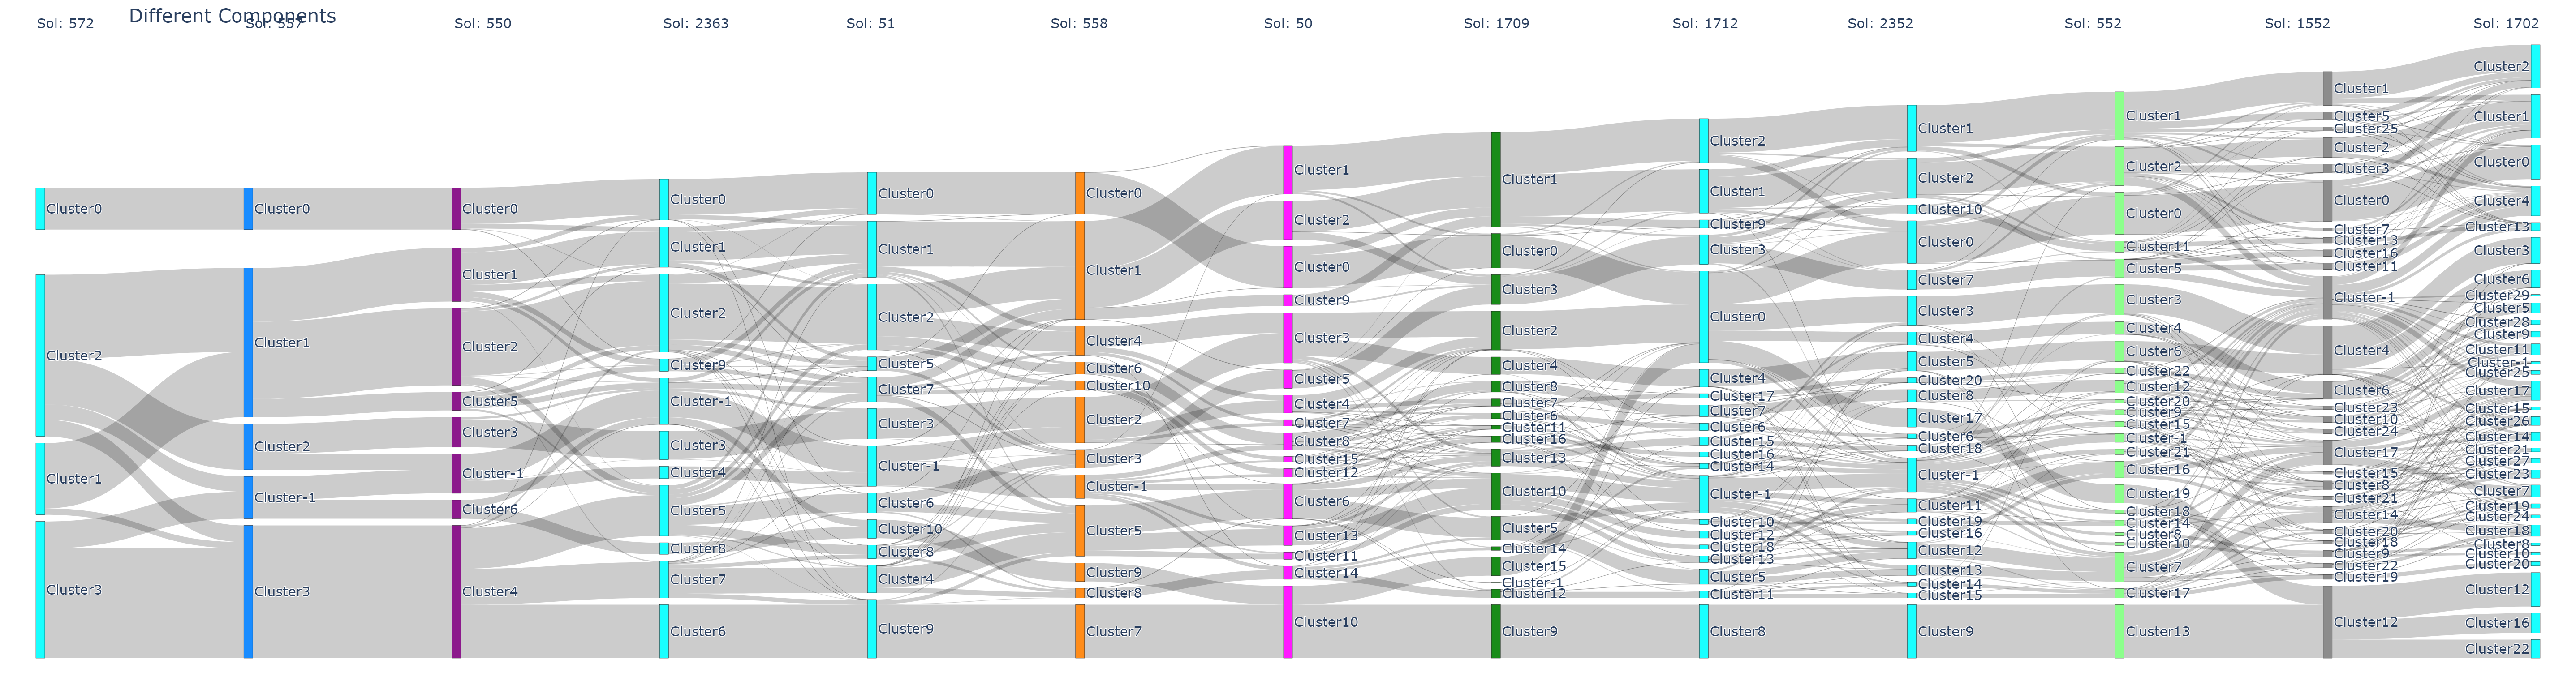 Different Components
Sol: 572
Sol: 557
Sol: 550
Sol: 2363
Sol: 51
Sol: 558
Sol: 50
Sol: 1709
Sol: 1712
Sol: 2352
Sol: 552
Sol: 1552
Sol: 1702
Cluster0
Cluster2
Cluster1
Cluster3
Cluster0
Cluster1
Cluster2
Cluster-1
Cluster3
Cluster0
Cluster1
Cluster2
Cluster5
Cluster3
Cluster-1
Cluster6
Cluster4
Cluster0
Cluster1
Cluster2
Cluster9
Cluster-1
Cluster3
Cluster4
Cluster5
Cluster8
Cluster7
Cluster6
Cluster0
Cluster1
Cluster2
Cluster5
Cluster7
Cluster3
Cluster-1
Cluster6
Cluster10
Cluster8
Cluster4
Cluster9
Cluster0
Cluster1
Cluster4
Cluster6
Cluster10
Cluster2
Cluster3
Cluster-1
Cluster5
Cluster9
Cluster8
Cluster7
Cluster1
Cluster2
Cluster0
Cluster9
Cluster3
Cluster5
Cluster4
Cluster7
Cluster8
Cluster15
Cluster12
Cluster6
Cluster13
Cluster11
Cluster14
Cluster10
Cluster1
Cluster0
Cluster3
Cluster2
Cluster4
Cluster8
Cluster7
Cluster6
Cluster11
Cluster16
Cluster13
Cluster10
Cluster5
Cluster14
Cluster15
Cluster-1
Cluster12
Cluster9
Cluster2
Cluster1
Cluster9
Cluster3
Cluster0
Cluster4
Cluster17
Cluster7
Cluster6
Cluster15
Cluster16
Cluster14
Cluster-1
Cluster10
Cluster12
Cluster18
Cluster13
Cluster5
Cluster11
Cluster8
Cluster1
Cluster2
Cluster10
Cluster0
Cluster7
Cluster3
Cluster4
Cluster5
Cluster20
Cluster8
Cluster17
Cluster6
Cluster18
Cluster-1
Cluster11
Cluster19
Cluster16
Cluster12
Cluster13
Cluster14
Cluster15
Cluster9
Cluster1
Cluster2
Cluster0
Cluster11
Cluster5
Cluster3
Cluster4
Cluster6
Cluster22
Cluster12
Cluster20
Cluster9
Cluster15
Cluster-1
Cluster21
Cluster16
Cluster19
Cluster18
Cluster14
Cluster8
Cluster10
Cluster7
Cluster17
Cluster13
Cluster1
Cluster5
Cluster25
Cluster2
Cluster3
Cluster0
Cluster7
Cluster13
Cluster16
Cluster11
Cluster-1
Cluster4
Cluster6
Cluster23
Cluster10
Cluster24
Cluster17
Cluster15
Cluster8
Cluster21
Cluster14
Cluster20
Cluster18
Cluster9
Cluster22
Cluster19
Cluster12
Cluster2
Cluster1
Cluster0
Cluster4
Cluster13
Cluster3
Cluster6
Cluster29
Cluster5
Cluster28
Cluster9
Cluster11
Cluster-1
Cluster25
Cluster17
Cluster15
Cluster26
Cluster14
Cluster21
Cluster27
Cluster23
Cluster7
Cluster19
Cluster24
Cluster18
Cluster8
Cluster10
Cluster20
Cluster12
Cluster16
Cluster22